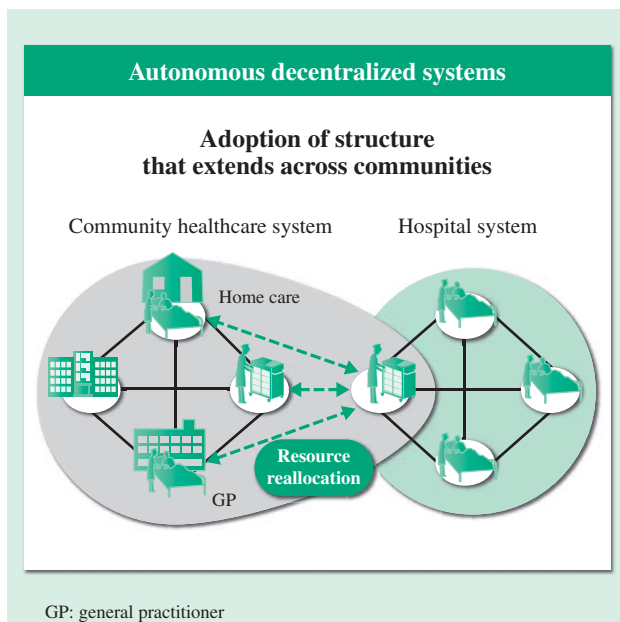 Autonomous decentralized systems
Adoption of structure
that extends across communities
Community healthcare system
Hospital system
Home care
Resource
reallocation
GP
GP: general practitioner